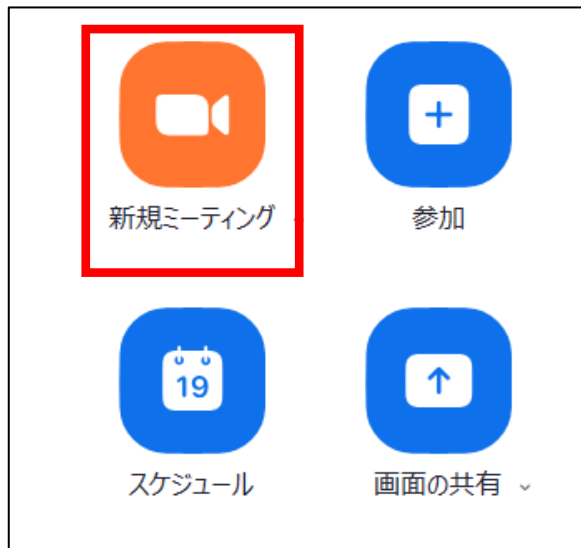 新規ミーティング
参加
19
スケジュール
画面の共有